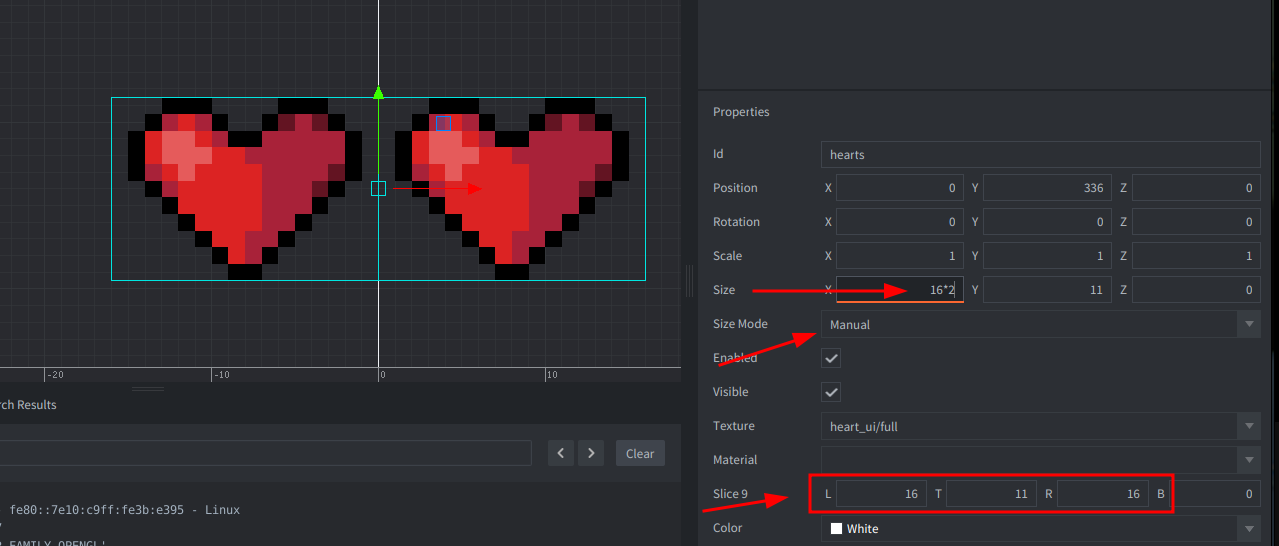 -20
-10
0
10
rch Results
Clear
fe80::7e10:c9ff:fe3b:e395 - Linux
Properties
Id hearts
Position X 0 Y 336 Z 0
Rotation X 0 Y 0 Z 0
Scale X 1 Y 1 Z 1
Size X 16*2 Y 11 Z 0
Size Mode Manual
Enabled
Visible
Texture heart_ui/full
Material
Slice 9 L 16 T 11 R 16 B 0
Color White